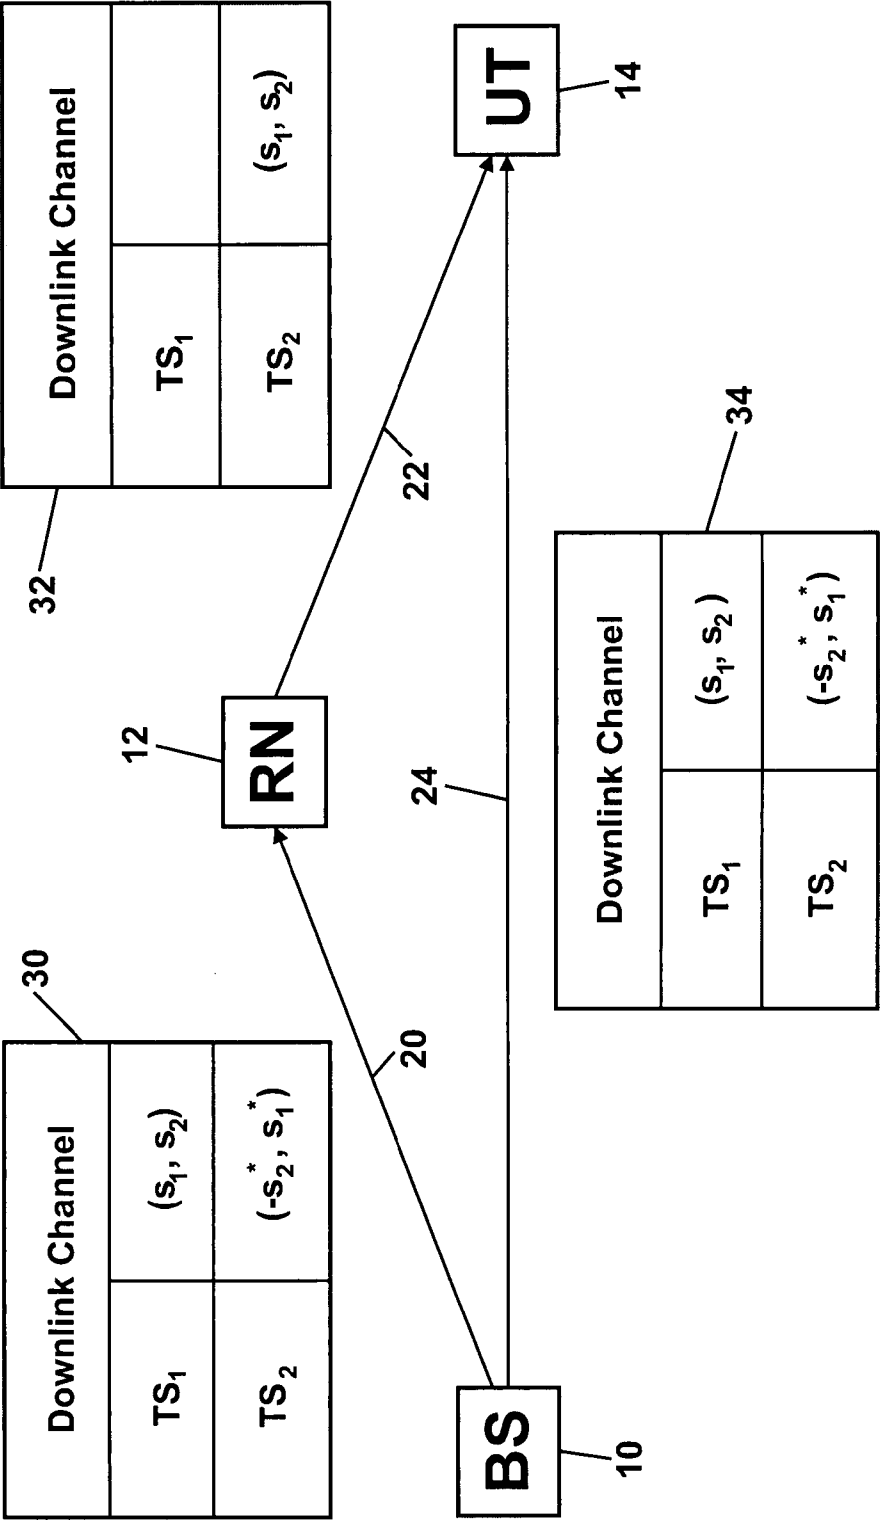 30
Downlink Channel
TS1 (s1, s2)
TS2 (-s2*, s1*)
32
Downlink Channel
TS1
TS2 (s1, s2)
12
RN
20
22
24
BS
10
UT
14
34
Downlink Channel
TS1 (s1, s2)
TS2 (-s2*, s1*)